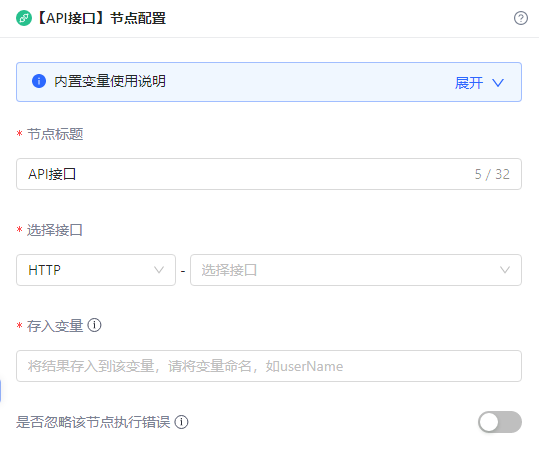 【API接口】节点配置
内置变量使用说明 展开
* 节点标题
API接口 5 / 32
* 选择接口
HTTP - 选择接口
* 存入变量
将结果存入到该变量，请将变量命名，如userName
是否忽略该节点执行错误